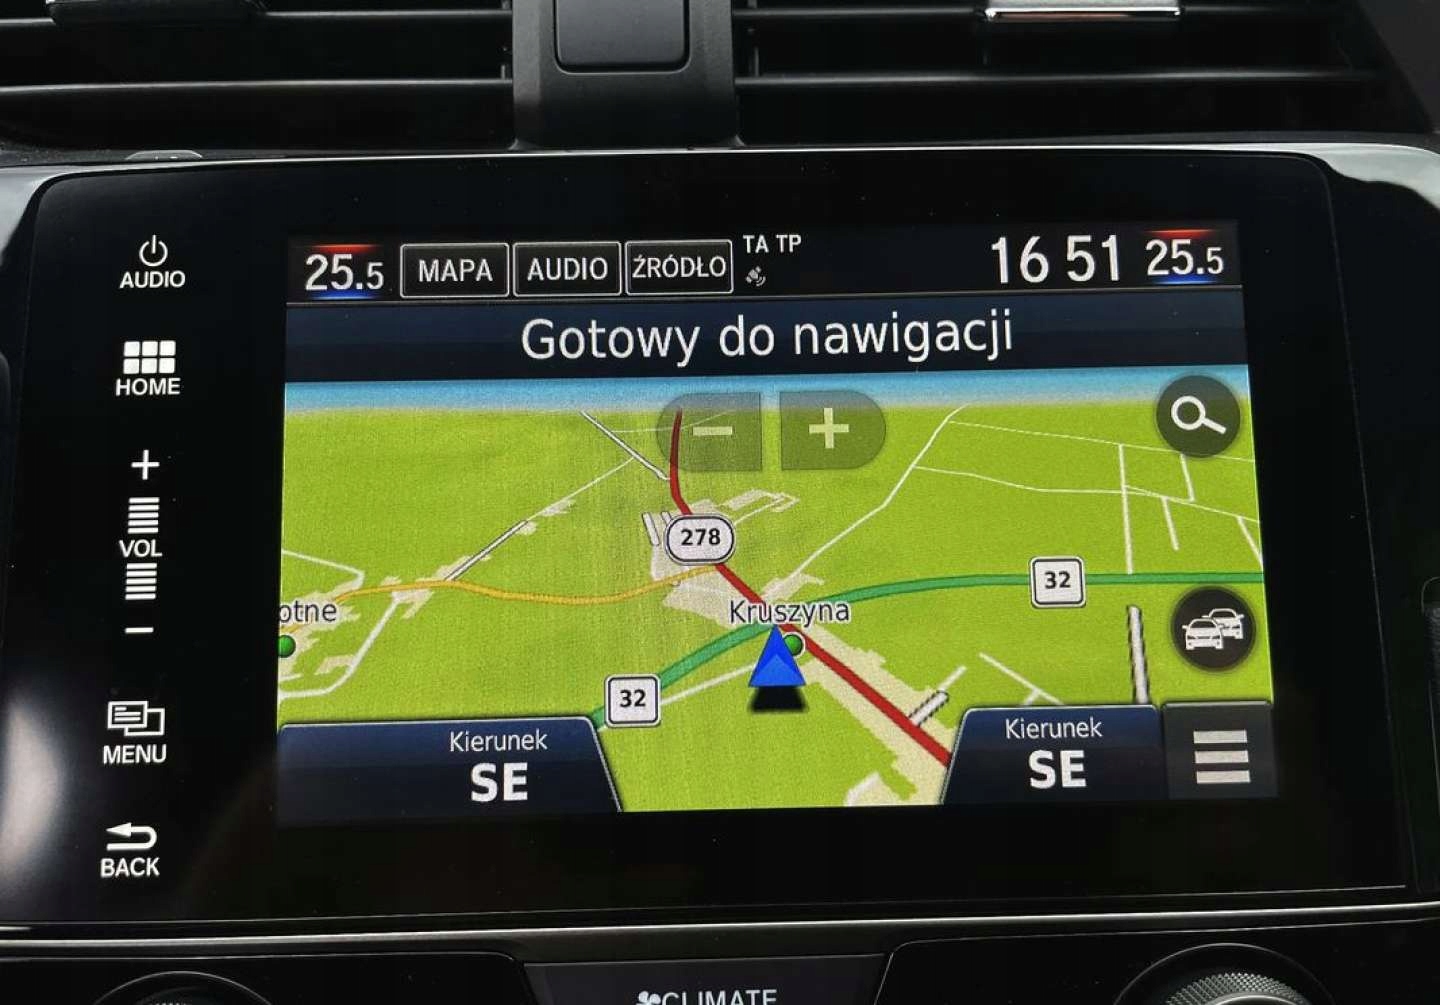 AUDIO
HOME
VOL
MENU
BACK
25.5 MAPA AUDIO ŹRÓDŁO TA TP 16 51 25.5
Gotowy do nawigacji
278
32
Kruszyna
otne
32
Kierunek
SE
Kierunek
SE
CLIMATE